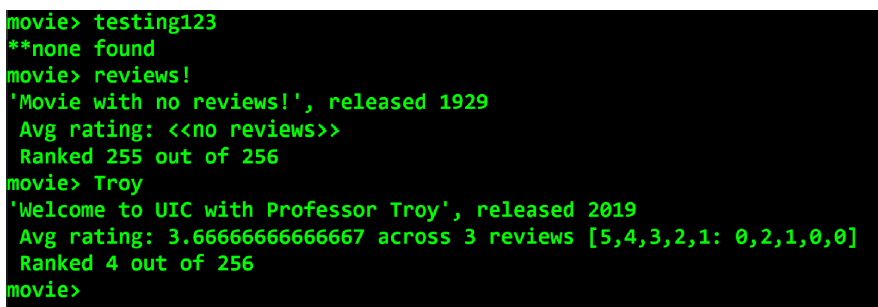 movie> testing123
**none found
movie> reviews!
'Movie with no reviews!', released 1929
Avg rating: <<no reviews>>
Ranked 255 out of 256
movie> Troy
'Welcome to UIC with Professor Troy', released 2019
Avg rating: 3.66666666666667 across 3 reviews [5,4,3,2,1: 0,2,1,0,0]
Ranked 4 out of 256
movie>